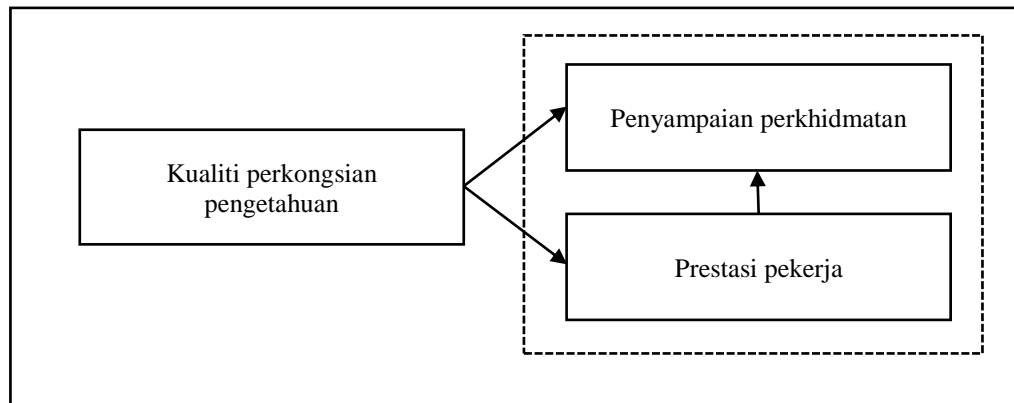 Penyampaian perkhidmatan
Kualiti perkongsian
pengetahuan
Prestasi pekerja